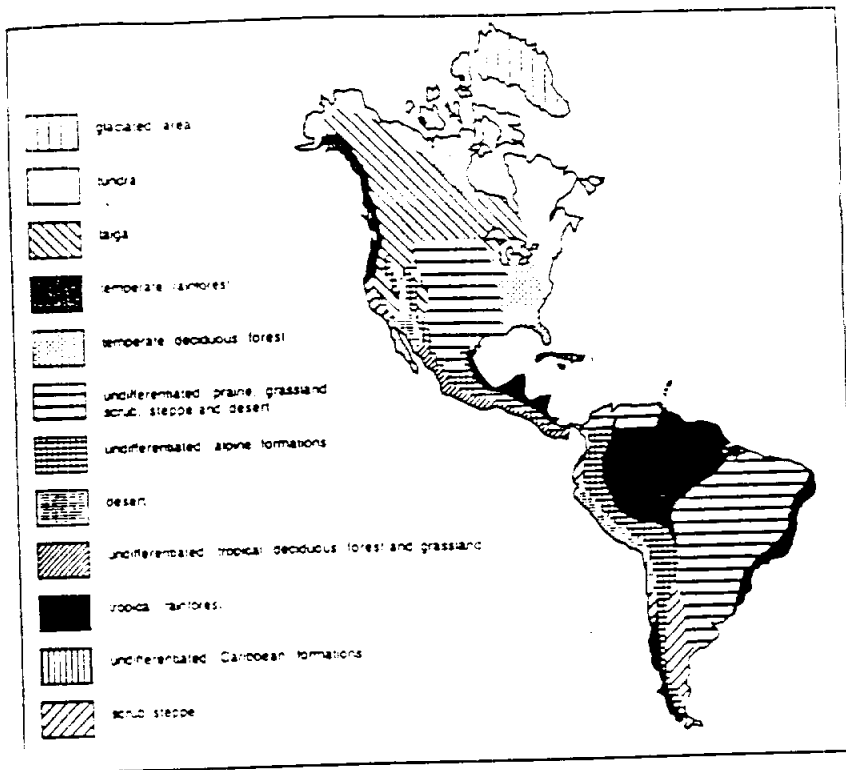 glaciated area
tundra
taiga
temperate rainforest
temperate deciduous forest
undifferentiated prairie, grassland
scrub, steppe and desert
undifferentiated alpine formations
desert
undifferentiated tropical deciduous forest and grassland
tropical rainforest
undifferentiated Caribbean formations
scrub steppe